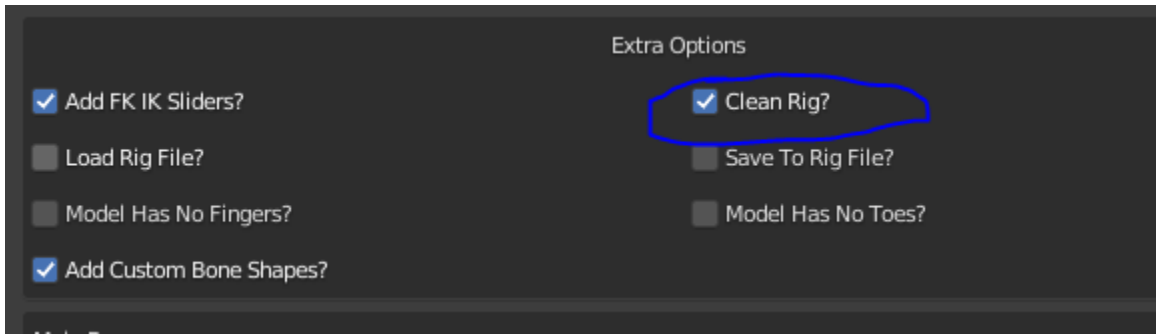 Extra Options
Add FK IK Sliders?
Clean Rig?
Load Rig File?
Save To Rig File?
Model Has No Fingers?
Model Has No Toes?
Add Custom Bone Shapes?